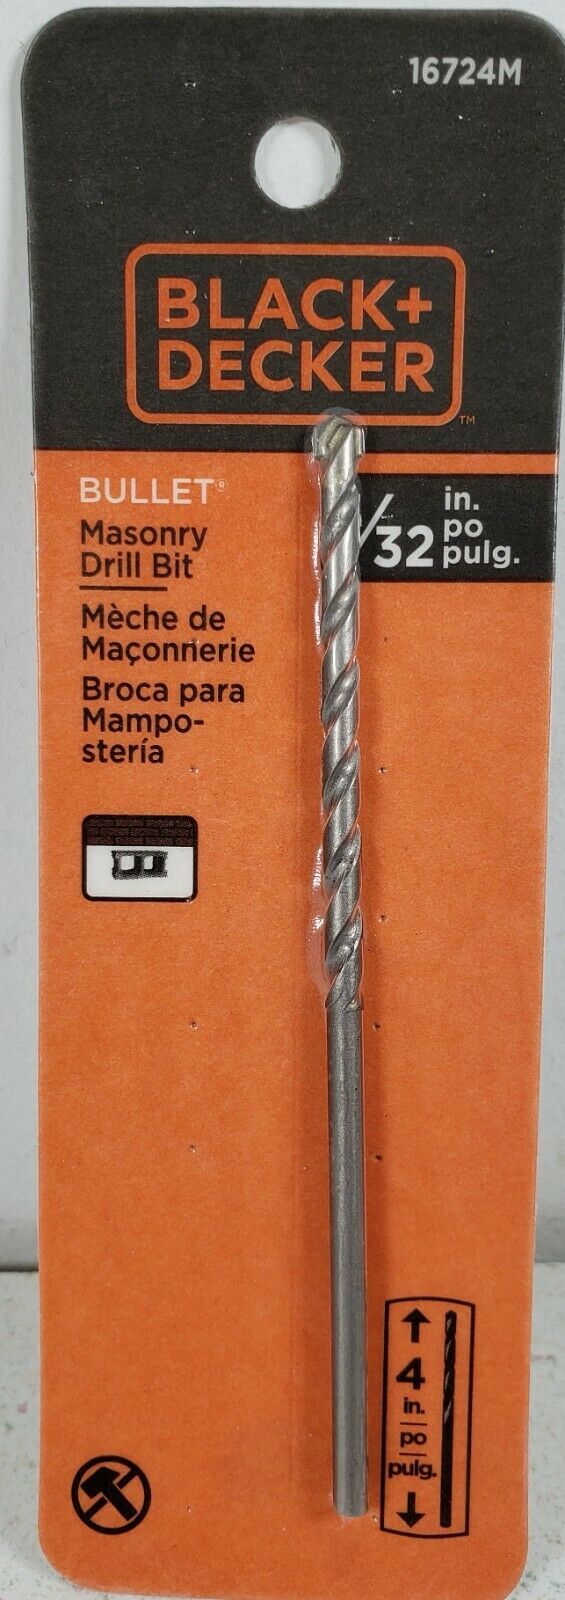 16724M
BLACK+
DECKER
TM
BULLET®
Masonry
Drill Bit
Mèche de
Maçonnerie
Broca para
Mampo-
stería
/32
in.
po
pulg.
4
in.
po
pulg.